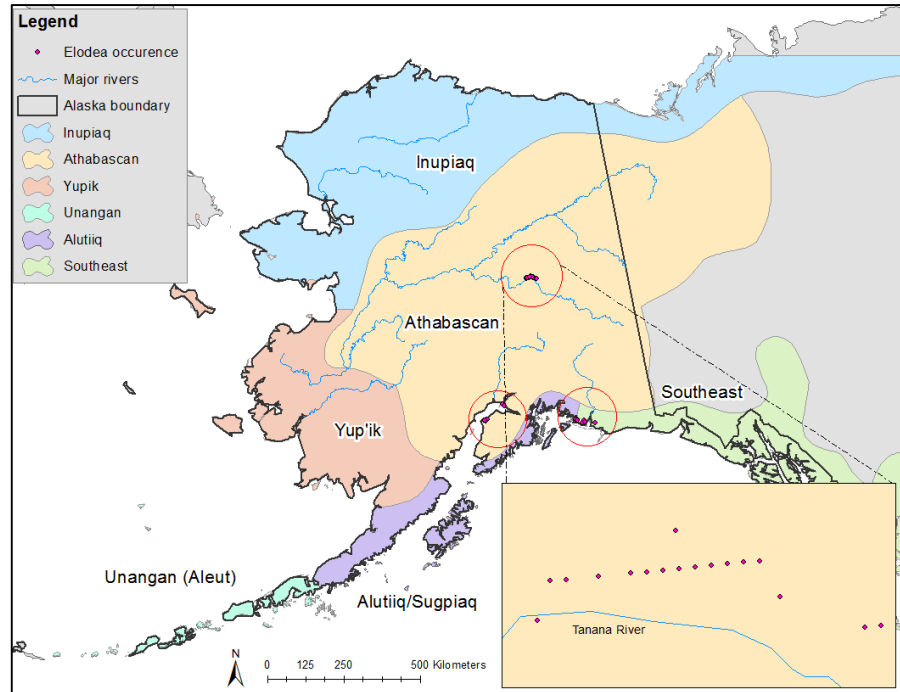 Legend
Elodea occurence
Major rivers
Alaska boundary
Inupiaq
Athabascan
Yupik
Unangan
Alutiiq
Southeast
Inupiaq
Athabascan
Southeast
Yup'ik
Unangan (Aleut)
Alutiiq/Sugpiaq
Tanana River
N
0 125 250 500 Kilometers